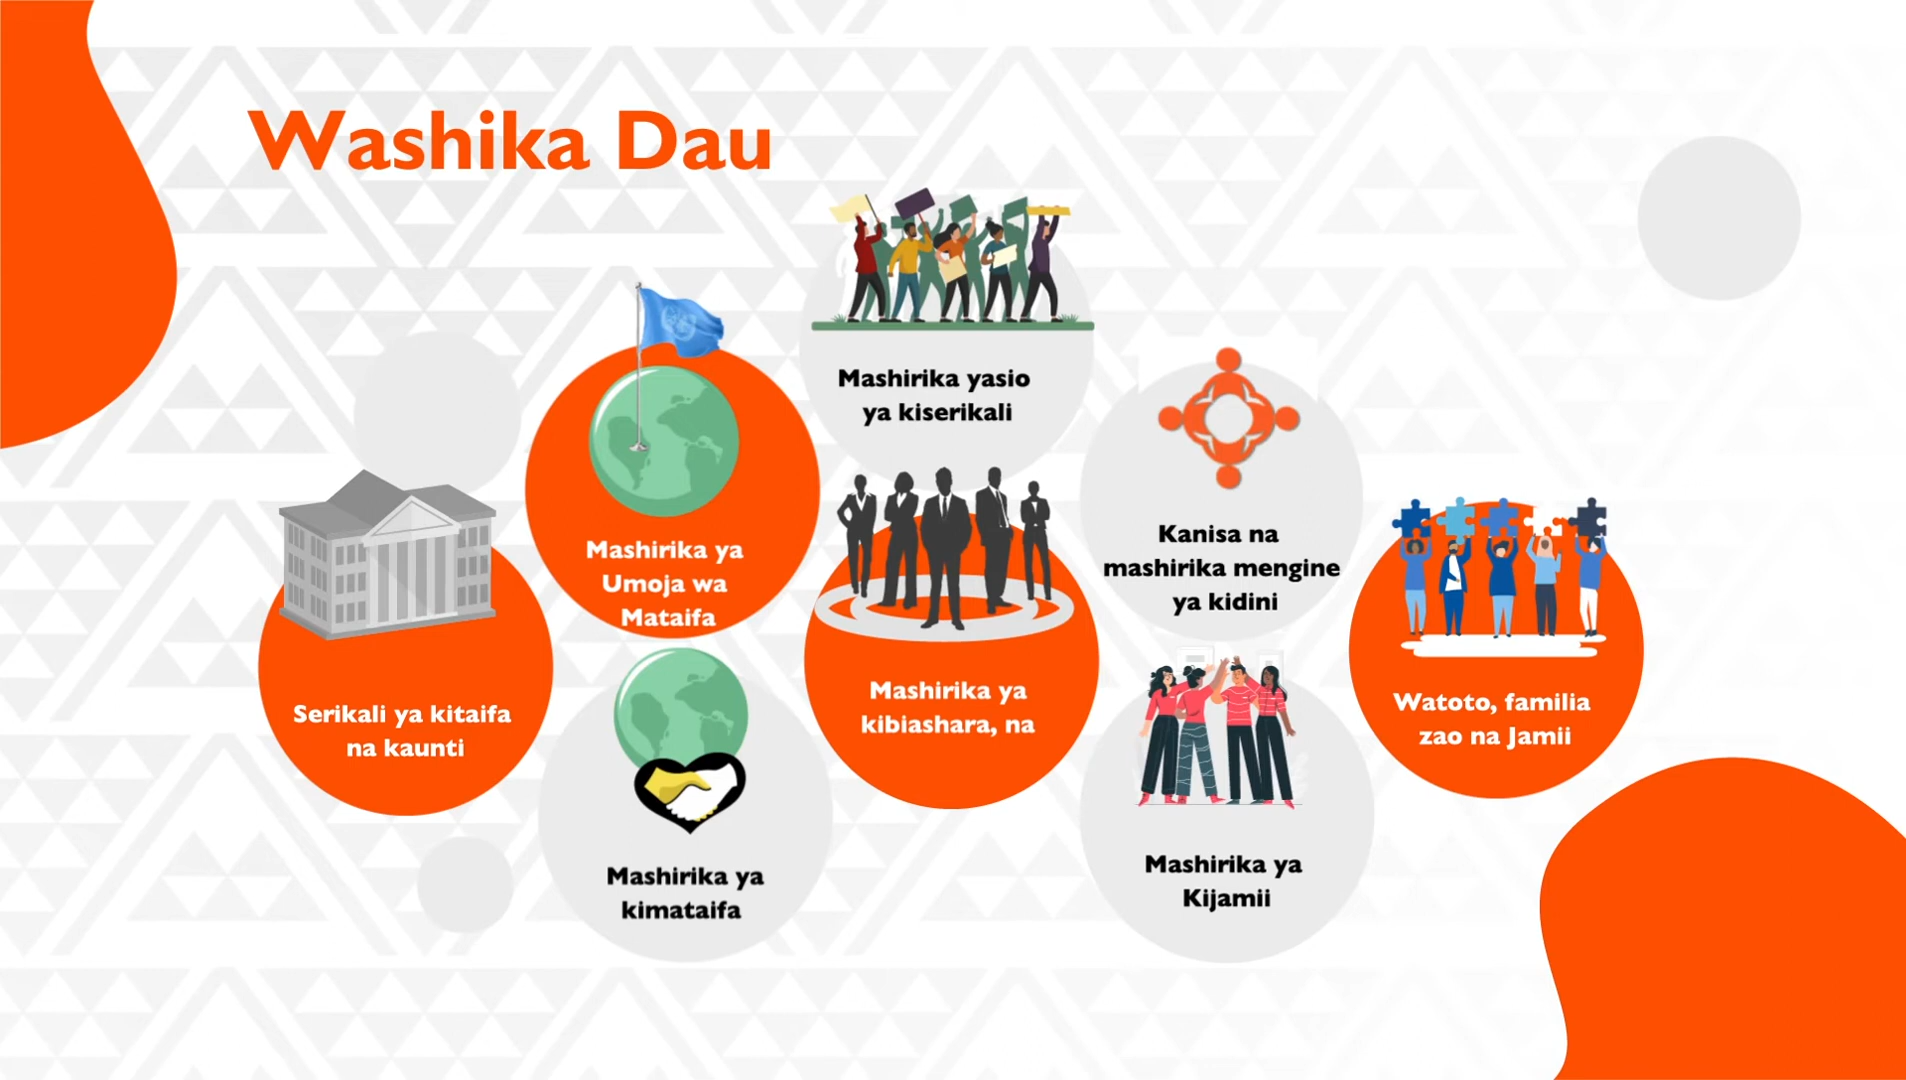 Washika Dau
Serikali ya kitaifa
na kaunti
Mashirika ya
Umoja wa
Mataifa
Mashirika ya
kimataifa
Mashirika yasio
ya kiserikali
Mashirika ya
kibiashara, na
Kanisa na
mashirika mengine
ya kidini
Mashirika ya
Kijamii
Watoto, familia
zao na Jamii